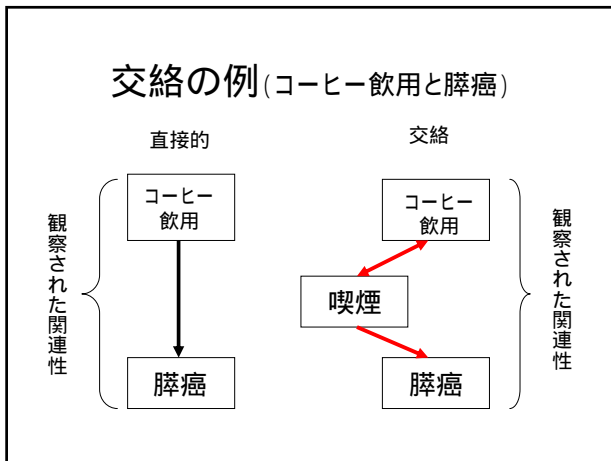 交絡の例(コーヒー飲用と膵癌)
直接的
コーヒー
飲用
膵癌
観察された関連性
交絡
コーヒー
飲用
喫煙
膵癌
観察された関連性